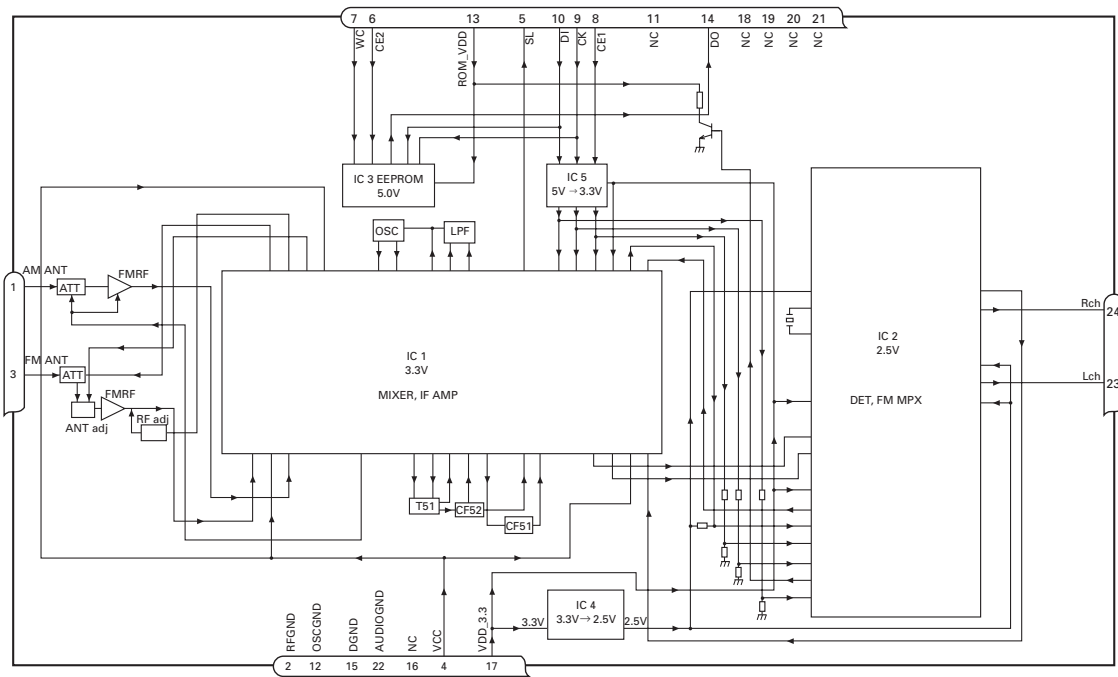 7 6 13 5 10 9 8 11 14 18 19 20 21
WC
CE2
ROM_VDD
SL
DI
CK
CE1
NC
DO
NC
NC
NC
NC
IC 3 EEPROM
5.0V
IC 5
5V → 3.3V
OSC
LPF
AM ANT
1
ATT
FMRF
FM ANT
3
ATT
FMRF
ANT adj
RF adj
IC 1
3.3V
MIXER, IF AMP
IC 2
2.5V
DET, FM MPX
Rch
24
Lch
23
T51
CF52
CF51
IC 4
3.3V→ 2.5V
3.3V
2.5V
RFGND
OSCGND
DGND
AUDIOGND
NC
VCC
VDD_3.3
2 12 15 22 16 4 17